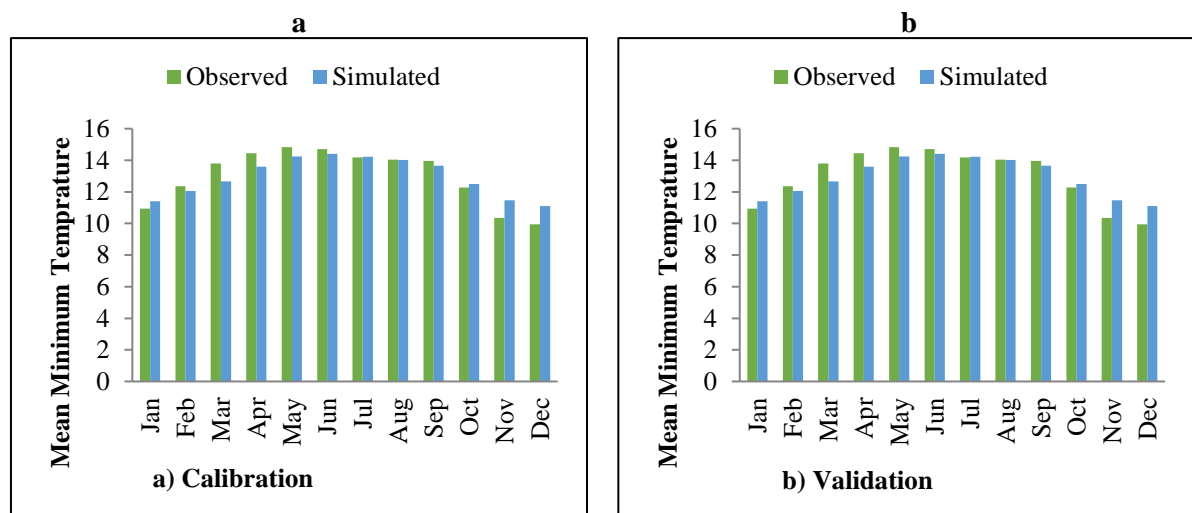 a
Observed Simulated
Mean Minimum Temprature
16
14
12
10
8
6
4
2
0
Jan
Feb
Mar
Apr
May
Jun
Jul
Aug
Sep
Oct
Nov
Dec
a) Calibration
b
Observed Simulated
Mean Minimum Temprature
16
14
12
10
8
6
4
2
0
Jan
Feb
Mar
Apr
May
Jun
Jul
Aug
Sep
Oct
Nov
Dec
b) Validation